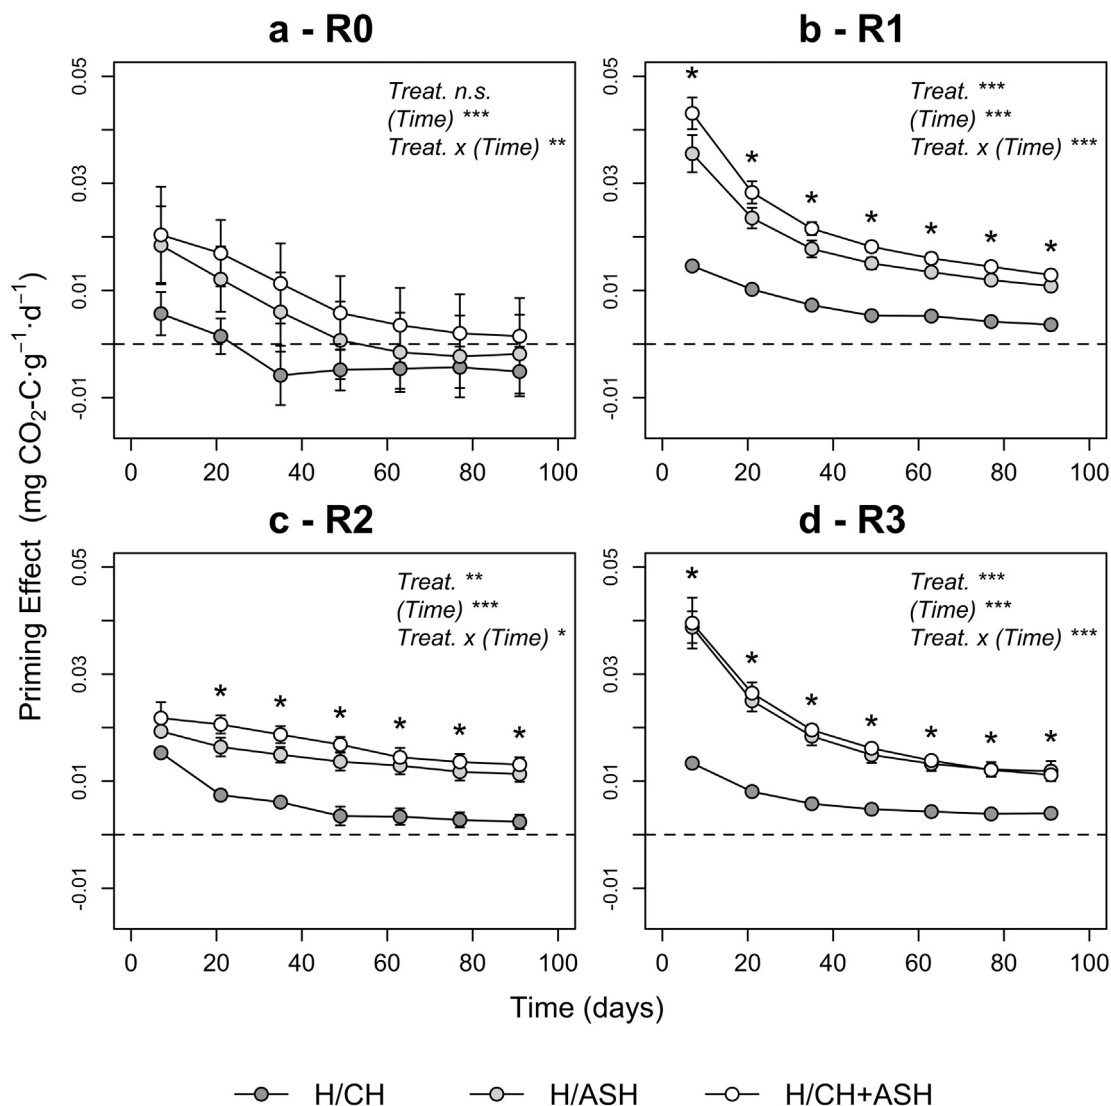 a - R0
b - R1
Treat. n.s.
(Time) ***
Treat. x (Time) **
Treat. ***
(Time) ***
Treat. x (Time) ***
* * * * * * *
0.05
0.03
0.01
-0.01
0.05
0.03
0.01
-0.01
0 20 40 60 80 100
0 20 40 60 80 100
c - R2
d - R3
Treat. **
(Time) ***
Treat. x (Time) *
Treat. ***
(Time) ***
Treat. x (Time) ***
* * * * * *
* * * * * * *
0.05
0.03
0.01
-0.01
0.05
0.03
0.01
-0.01
0 20 40 60 80 100
0 20 40 60 80 100
Priming Effect (mg CO₂-C·g⁻¹·d⁻¹)
Time (days)
H/CH H/ASH H/CH+ASH